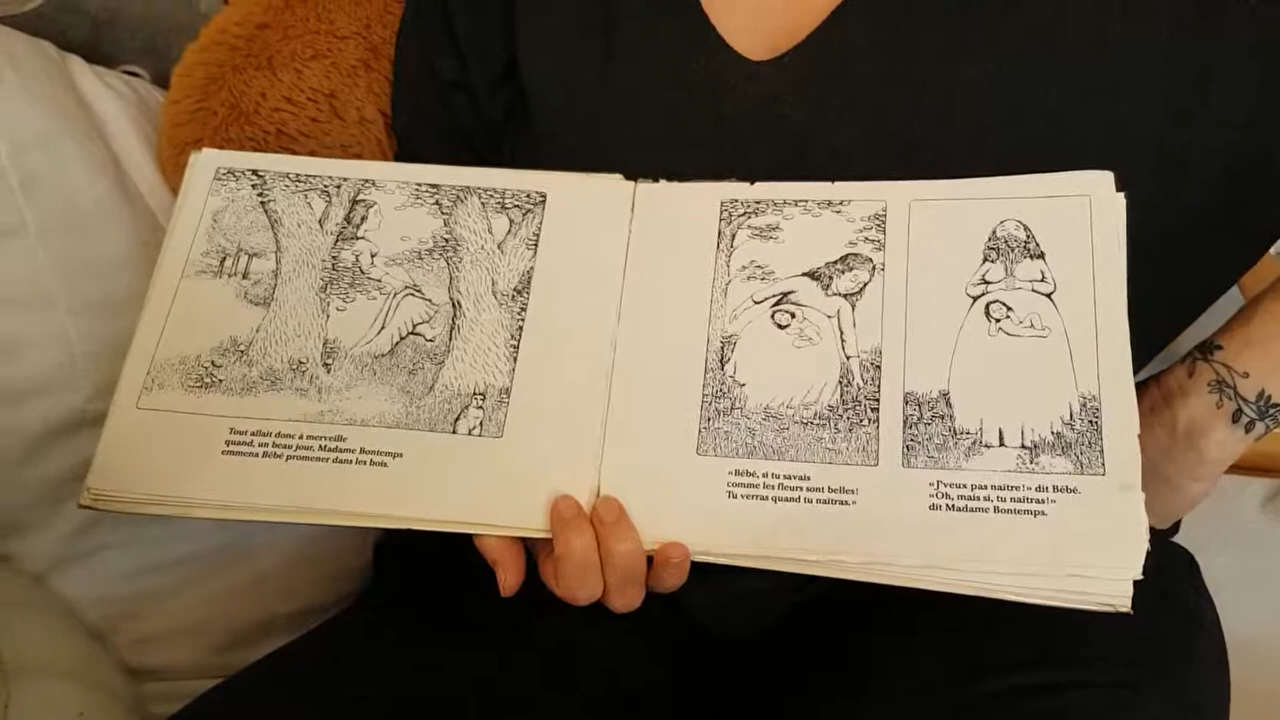 Tout allait donc à merveille
quand, un beau jour, Madame Bontemps
emmena Bébé promener dans les bois.
«Bébé, si tu savais
comme les fleurs sont belles!
Tu verras quand tu naîtras.»
«J'veux pas naître!» dit Bébé.
«Oh, mais si, tu naîtras!»
dit Madame Bontemps.